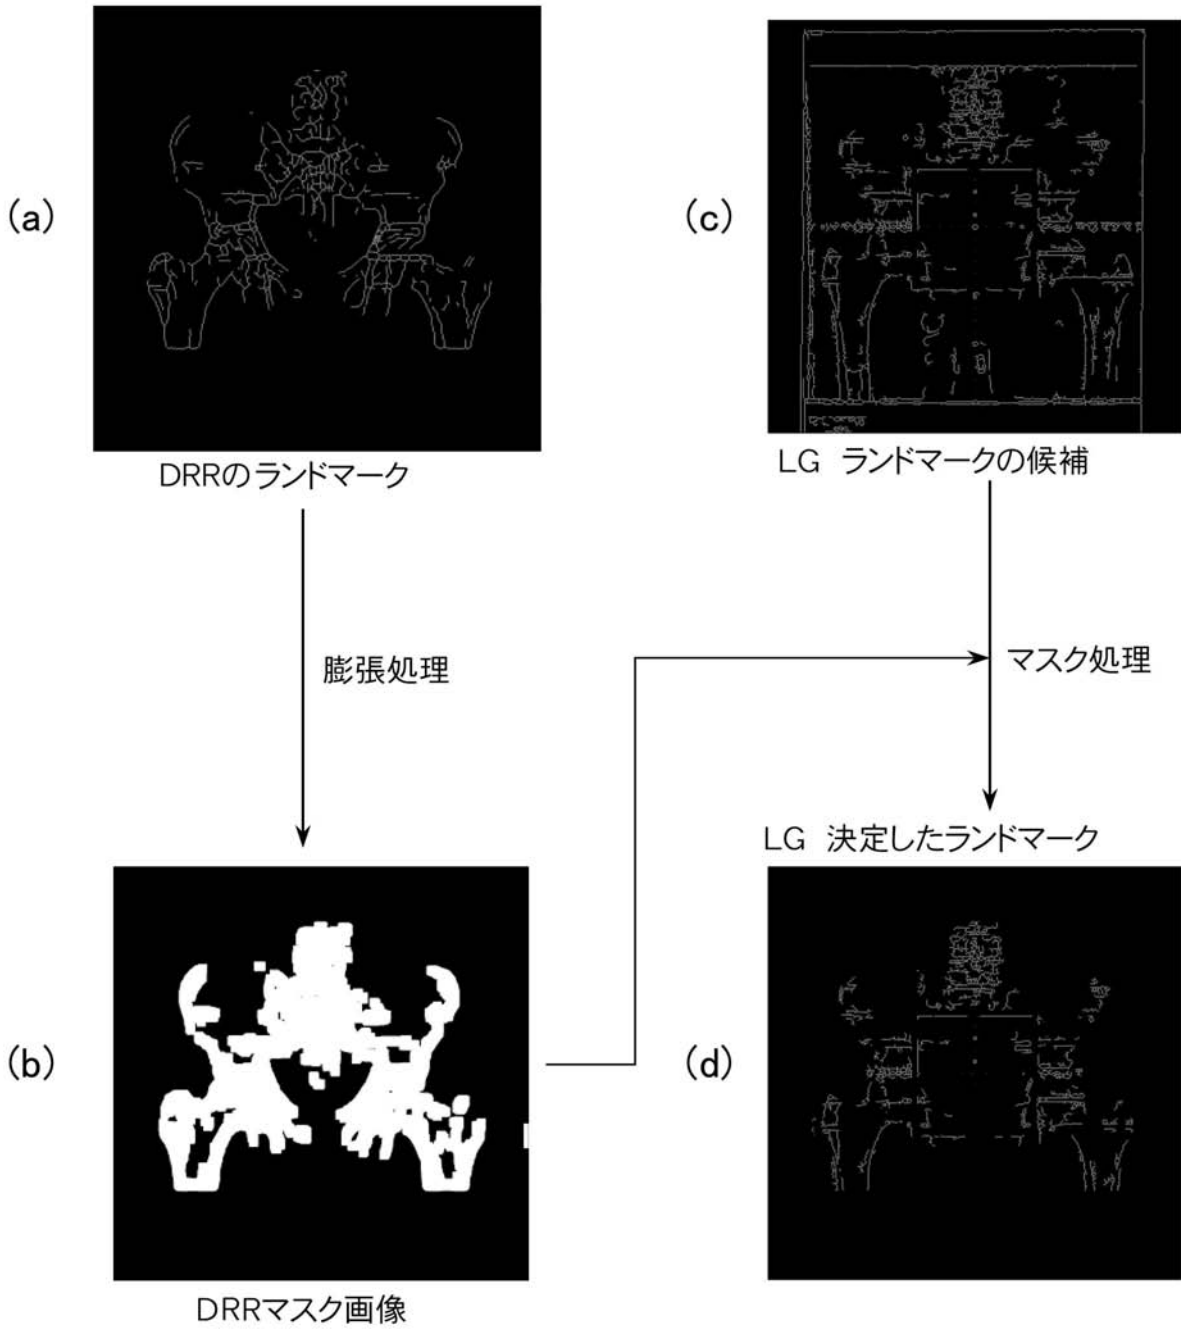 (a)
DRRのランドマーク
(c)
LG ランドマークの候補
膨張処理
マスク処理
(b)
DRRマスク画像
LG 決定したランドマーク
(d)